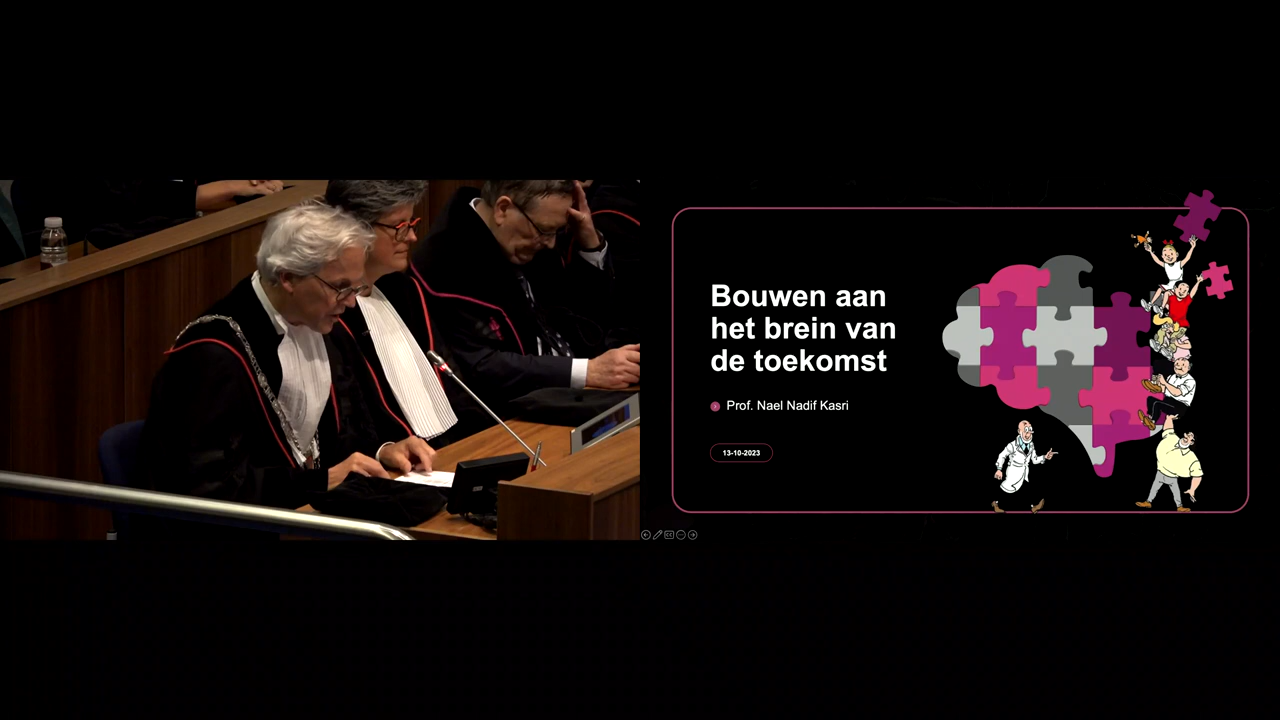 Bouwen aan
het brein van
de toekomst
Prof. Nael Nadif Kasri
13-10-2023